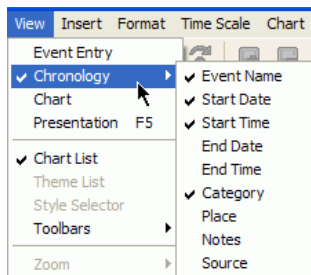 View Insert Format Time Scale Chart
Event Entry
Chronology
Chart
Presentation F5
Chart List
Theme List
Style Selector
Toolbars
Zoom
Event Name
Start Date
Start Time
End Date
End Time
Category
Place
Notes
Source